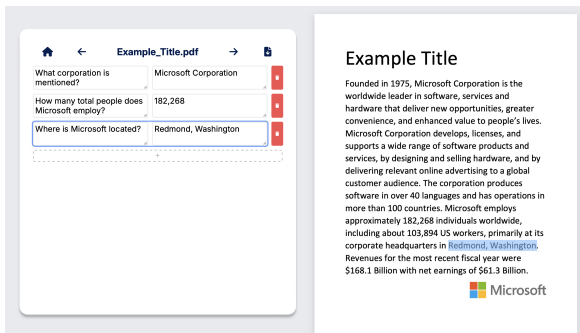 Example_Title.pdf
What corporation is
mentioned?
Microsoft Corporation
How many total people does
Microsoft employ?
182,268
Where is Microsoft located?
Redmond, Washington
+
Example Title
Founded in 1975, Microsoft Corporation is the
worldwide leader in software, services and
hardware that deliver new opportunities, greater
convenience, and enhanced value to people's lives.
Microsoft Corporation develops, licenses, and
supports a wide range of software products and
services, by designing and selling hardware, and by
delivering relevant online advertising to a global
customer audience. The corporation produces
software in over 40 languages and has operations in
more than 100 countries. Microsoft employs
approximately 182,268 individuals worldwide,
including about 103,894 US workers, primarily at its
corporate headquarters in Redmond, Washington.
Revenues for the most recent fiscal year were
$168.1 Billion with net earnings of $61.3 Billion.
Microsoft